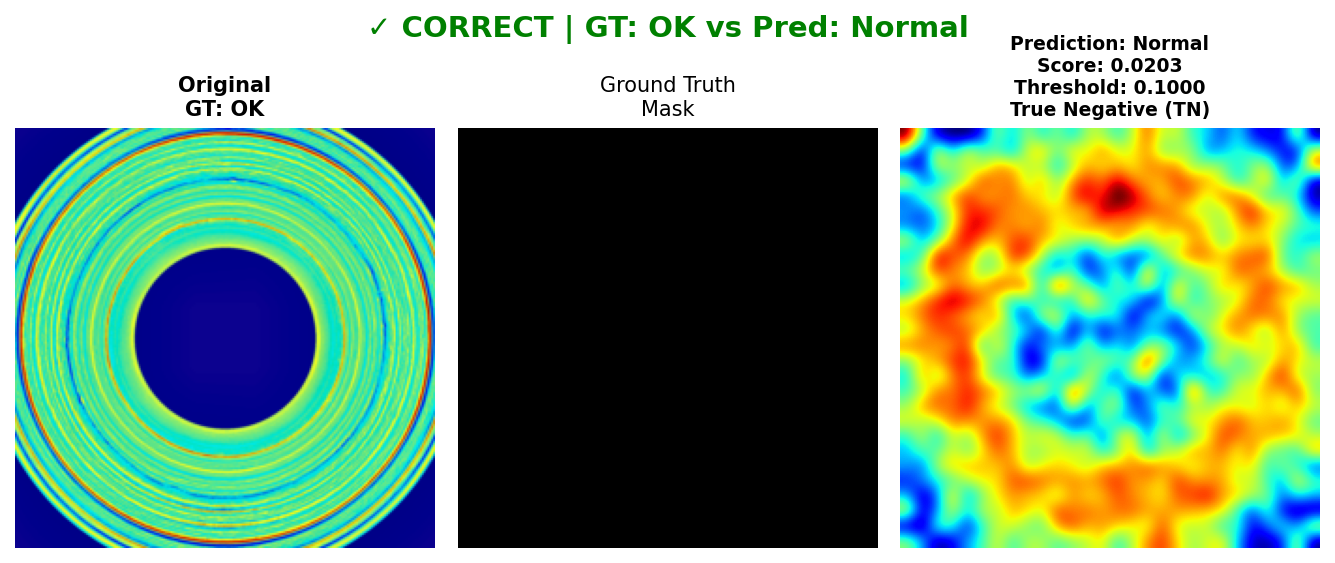 ✓ CORRECT | GT: OK vs Pred: Normal
Original
GT: OK
Ground Truth
Mask
Prediction: Normal
Score: 0.0203
Threshold: 0.1000
True Negative (TN)